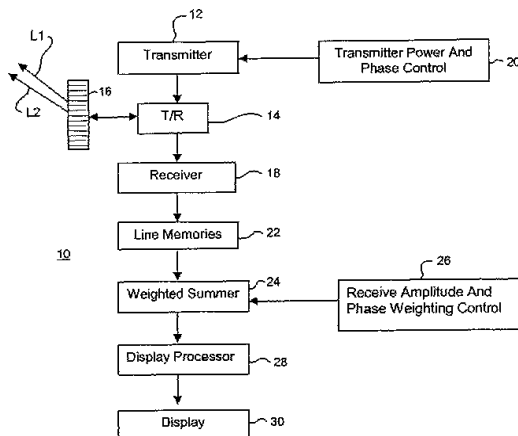 12
L1
Transmitter
Transmitter Power And
Phase Control
20
16
L2
T/R
14
Receiver
18
Line Memories
22
10
24
26
Weighted Summer
Receive Amplitude And
Phase Weighting Control
Display Processor
28
Display
30